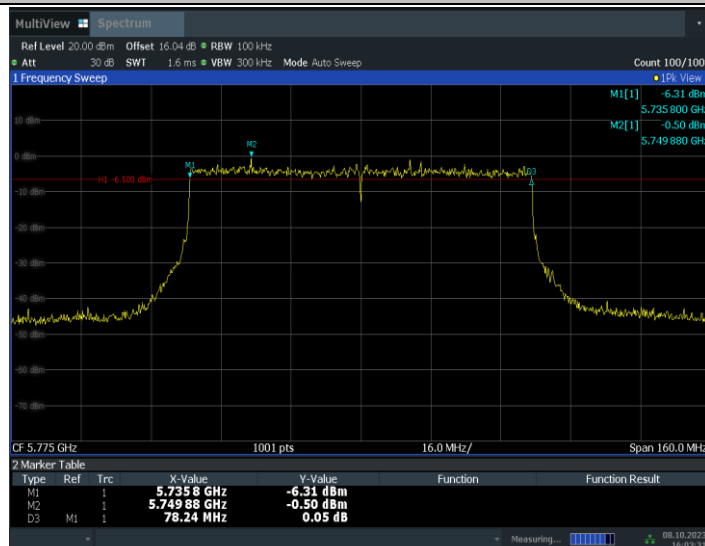 MultiView Spectrum
Ref Level 20.00 dBm Offset 16.04 dB RBW 100 kHz
Att 30 dB SWT 1.6 ms VBW 300 kHz Mode Auto Sweep Count 100/100
1 Frequency Sweep 1Pk View
M1[1] -6.31 dBm
5.735 800 GHz
M2[1] -0.50 dBm
5.749 880 GHz
10 dBm
0 dBm
M2
M1
D3
H1 -6.500 dBm
-10 dBm
-20 dBm
-30 dBm
-40 dBm
-50 dBm
-60 dBm
-70 dBm
CF 5.775 GHz 1001 pts 16.0 MHz/ Span 160.0 MHz
2 Marker Table
Type Ref Trc X-Value Y-Value Function Function Result
M1 1 5.7358 GHz -6.31 dBm
M2 1 5.74988 GHz -0.50 dBm
D3 M1 1 78.24 MHz 0.05 dB
Measuring... 08.10.2023